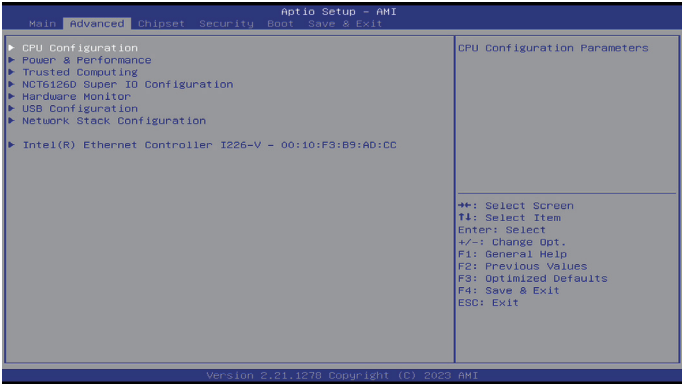 Aptio Setup - AMI
Main Advanced Chipset Security Boot Save & Exit
▶ CPU Configuration
▶ Power & Performance
▶ Trusted Computing
▶ NCT6126D Super IO Configuration
▶ Hardware Monitor
▶ USB Configuration
▶ Network Stack Configuration
▶ Intel(R) Ethernet Controller I226-V - 00:10:F3:B9:AD:CC
CPU Configuration Parameters
→←: Select Screen
↑↓: Select Item
Enter: Select
+/-: Change Opt.
F1: General Help
F2: Previous Values
F3: Optimized Defaults
F4: Save & Exit
ESC: Exit
Version 2.21.1278 Copyright (C) 2023 AMI